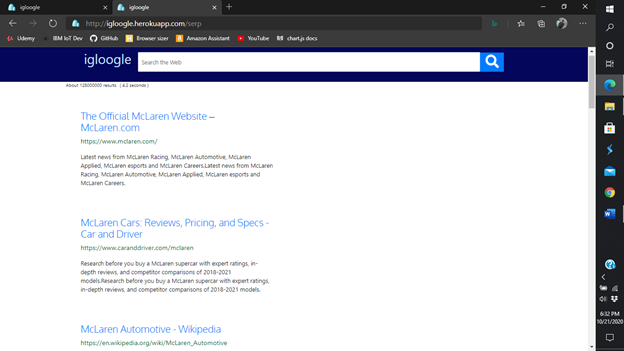 igloogle
igloogle
http://igloogle.herokuapp.com/serp
Udemy
IBM IoT Dev
GitHub
Browser sizer
Amazon Assistant
YouTube
chart.js docs
igloogle
Search the Web
About 128000000 results ( 4.2 seconds )
The Official McLaren Website –
McLaren.com
https://www.mclaren.com/
Latest news from McLaren Racing, McLaren Automotive, McLaren
Applied, McLaren esports and McLaren Careers.Latest news from McLaren
Racing, McLaren Automotive, McLaren Applied, McLaren esports and
McLaren Careers.
McLaren Cars: Reviews, Pricing, and Specs -
Car and Driver
https://www.caranddriver.com/mclaren
Research before you buy a McLaren supercar with expert ratings, in-
depth reviews, and competitor comparisons of 2018-2021
models.Research before you buy a McLaren supercar with expert ratings,
in-depth reviews, and competitor comparisons of 2018-2021 models.
McLaren Automotive - Wikipedia
https://en.wikipedia.org/wiki/McLaren_Automotive
6:32 PM
10/21/2020